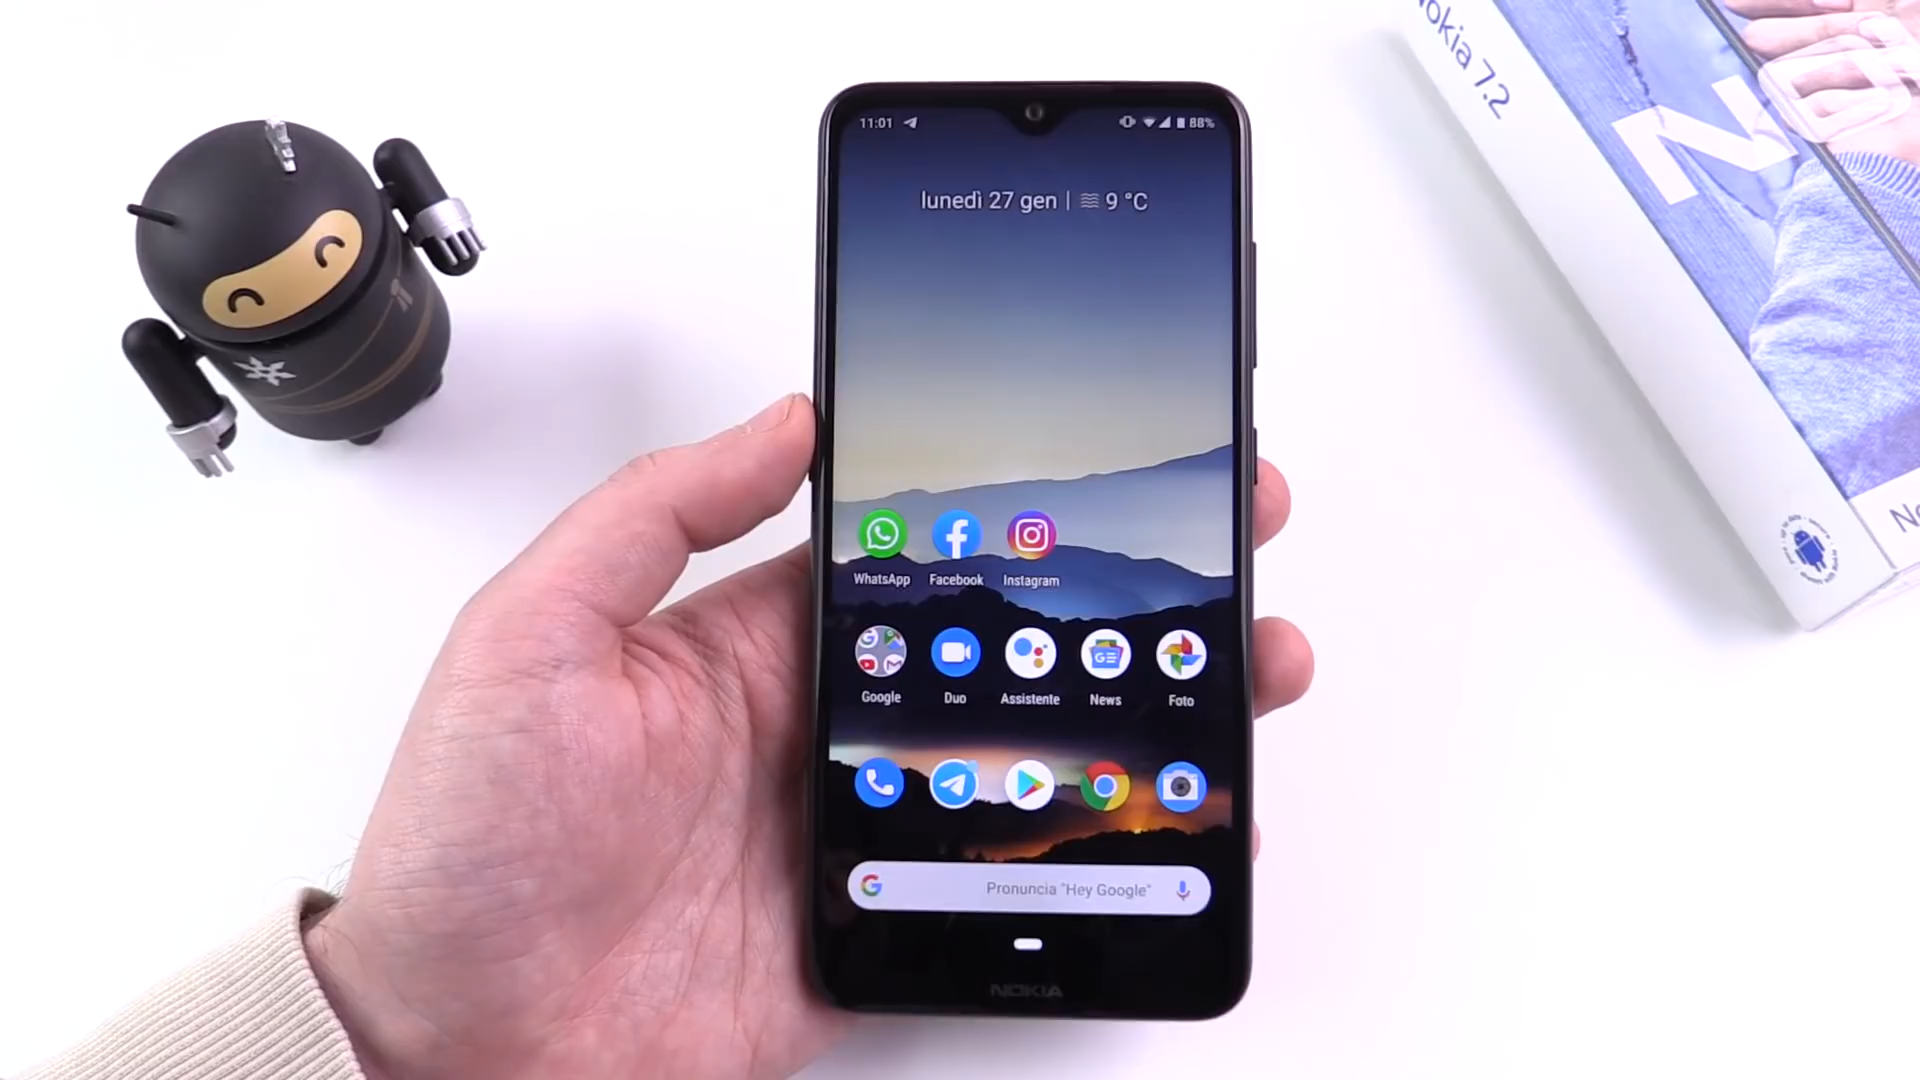 11:01
88%
lunedì 27 gen | 9 °C
WhatsApp
Facebook
Instagram
Google
Duo
Assistente
News
Foto
Pronuncia "Hey Google"
NOKIA
Nokia 7.2